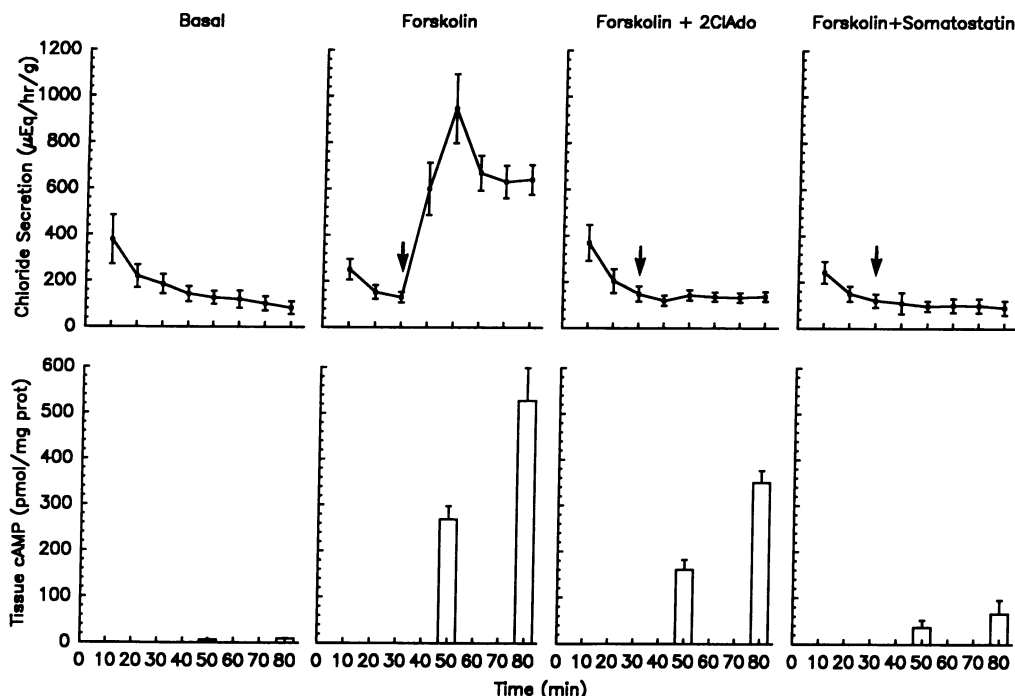 Basal
Forskolin
Forskolin + 2ClAdo
Forskolin+Somatostatin
Chloride Secretion (μEq/hr/g)
1200
1000
800
600
400
200
0
Tissue cAMP (pmol/mg prot)
600
500
400
300
200
100
0
0 10 20 30 40 50 60 70 80
0 10 20 30 40 50 60 70 80
0 10 20 30 40 50 60 70 80
0 10 20 30 40 50 60 70 80
Time (min)